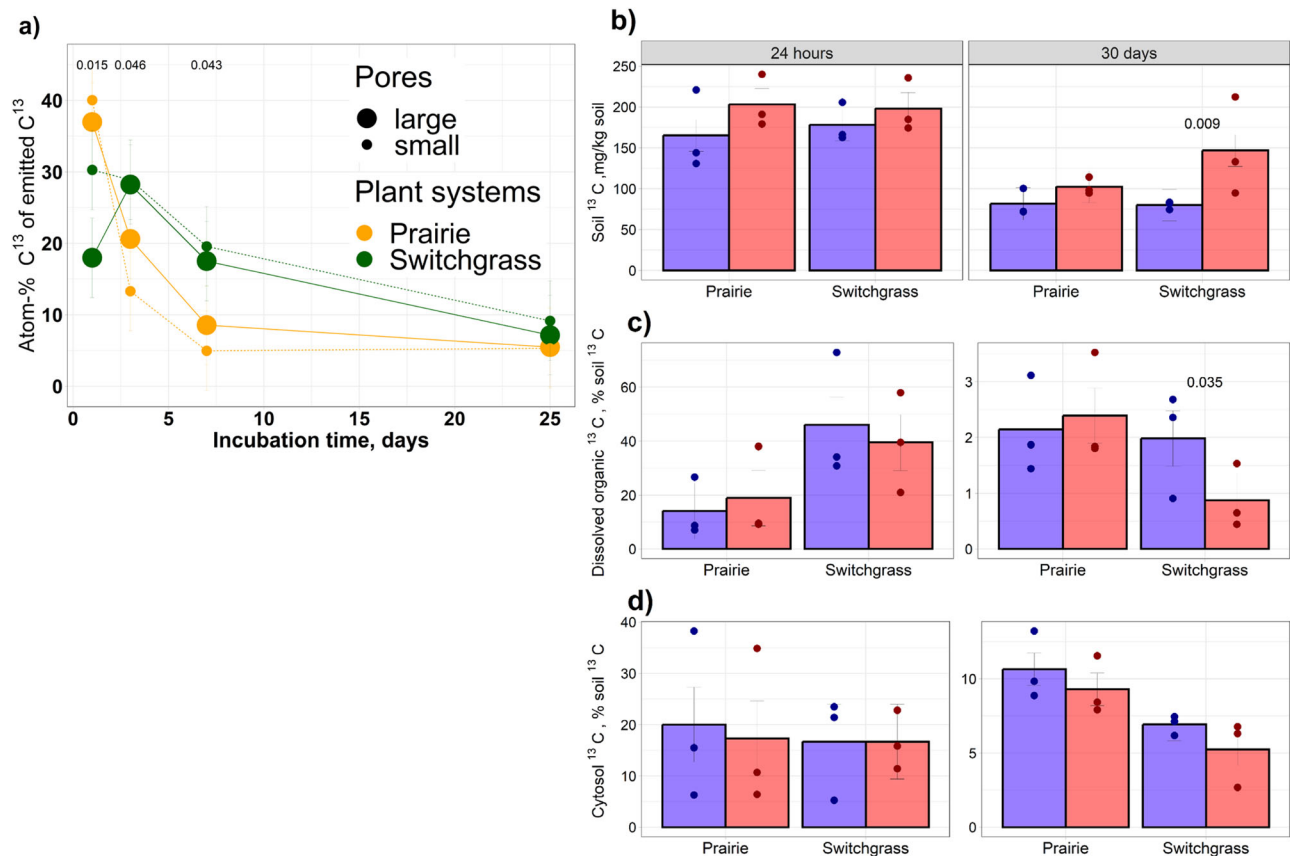 a)
Atom-% C¹³ of emitted C¹³
40
30
20
10
0
0.015 0.046 0.043
Pores
large
small
Plant systems
Prairie
Switchgrass
0 5 10 15 20 25
Incubation time, days
b)
24 hours 30 days
Soil ¹³ C ,mg/kg soil
250
200
150
100
50
0
0.009
Prairie Switchgrass Prairie Switchgrass
c)
Dissolved organic ¹³ C , % soil ¹³ C
60
40
20
0
3
2
1
0
0.035
Prairie Switchgrass Prairie Switchgrass
d)
Cytosol ¹³ C , % soil ¹³ C
40
30
20
10
0
10
5
0
Prairie Switchgrass Prairie Switchgrass